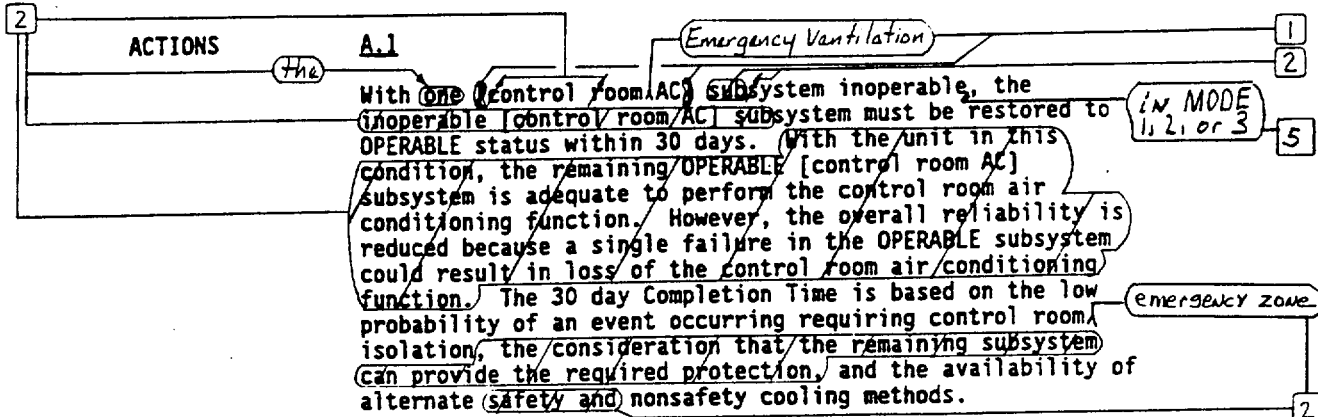 2
ACTIONS A.1
Emergency Ventilation
1
2
the
With one [control room AC] subsystem inoperable, the
inoperable [control room AC] subsystem must be restored to
OPERABLE status within 30 days. With the unit in this
condition, the remaining OPERABLE [control room AC]
subsystem is adequate to perform the control room air
conditioning function. However, the overall reliability is
reduced because a single failure in the OPERABLE subsystem
could result in loss of the control room air conditioning
function. The 30 day Completion Time is based on the low
probability of an event occurring requiring control room
isolation, the consideration that the remaining subsystem
can provide the required protection, and the availability of
alternate safety and nonsafety cooling methods.
in MODE
1, 2, or 3
5
emergency zone
2